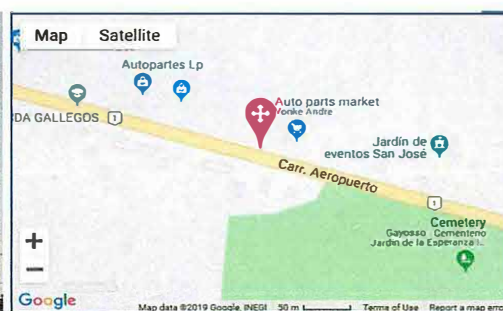 Map Satellite
Autopartes Lp
DA GALLEGOS 1
Auto parts market
Yonke Andre
Jardín de
eventos San José
Carr. Aeropuerto
1
Cemetery
Gayosso Cementerio
Jardín de la Esperanza
+
−
Google
Map data ©2019 Google, INEGI 50 m Terms of Use Report a map erro